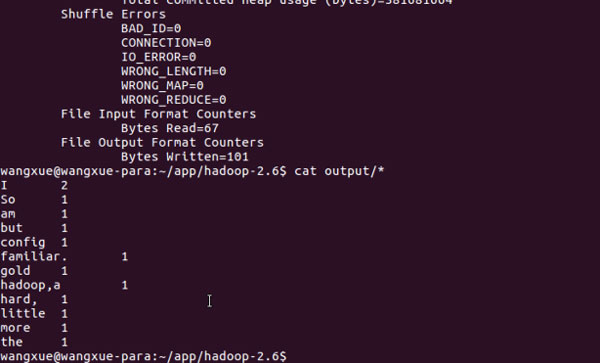 Total committed heap usage (bytes)=381681664
Shuffle Errors
BAD_ID=0
CONNECTION=0
IO_ERROR=0
WRONG_LENGTH=0
WRONG_MAP=0
WRONG_REDUCE=0
File Input Format Counters
Bytes Read=67
File Output Format Counters
Bytes Written=101
wangxue@wangxue-para:~/app/hadoop-2.6$ cat output/*
I 2
So 1
am 1
but 1
config 1
familiar. 1
gold 1
hadoop,a 1
hard, 1
little 1
more 1
the 1
wangxue@wangxue-para:~/app/hadoop-2.6$